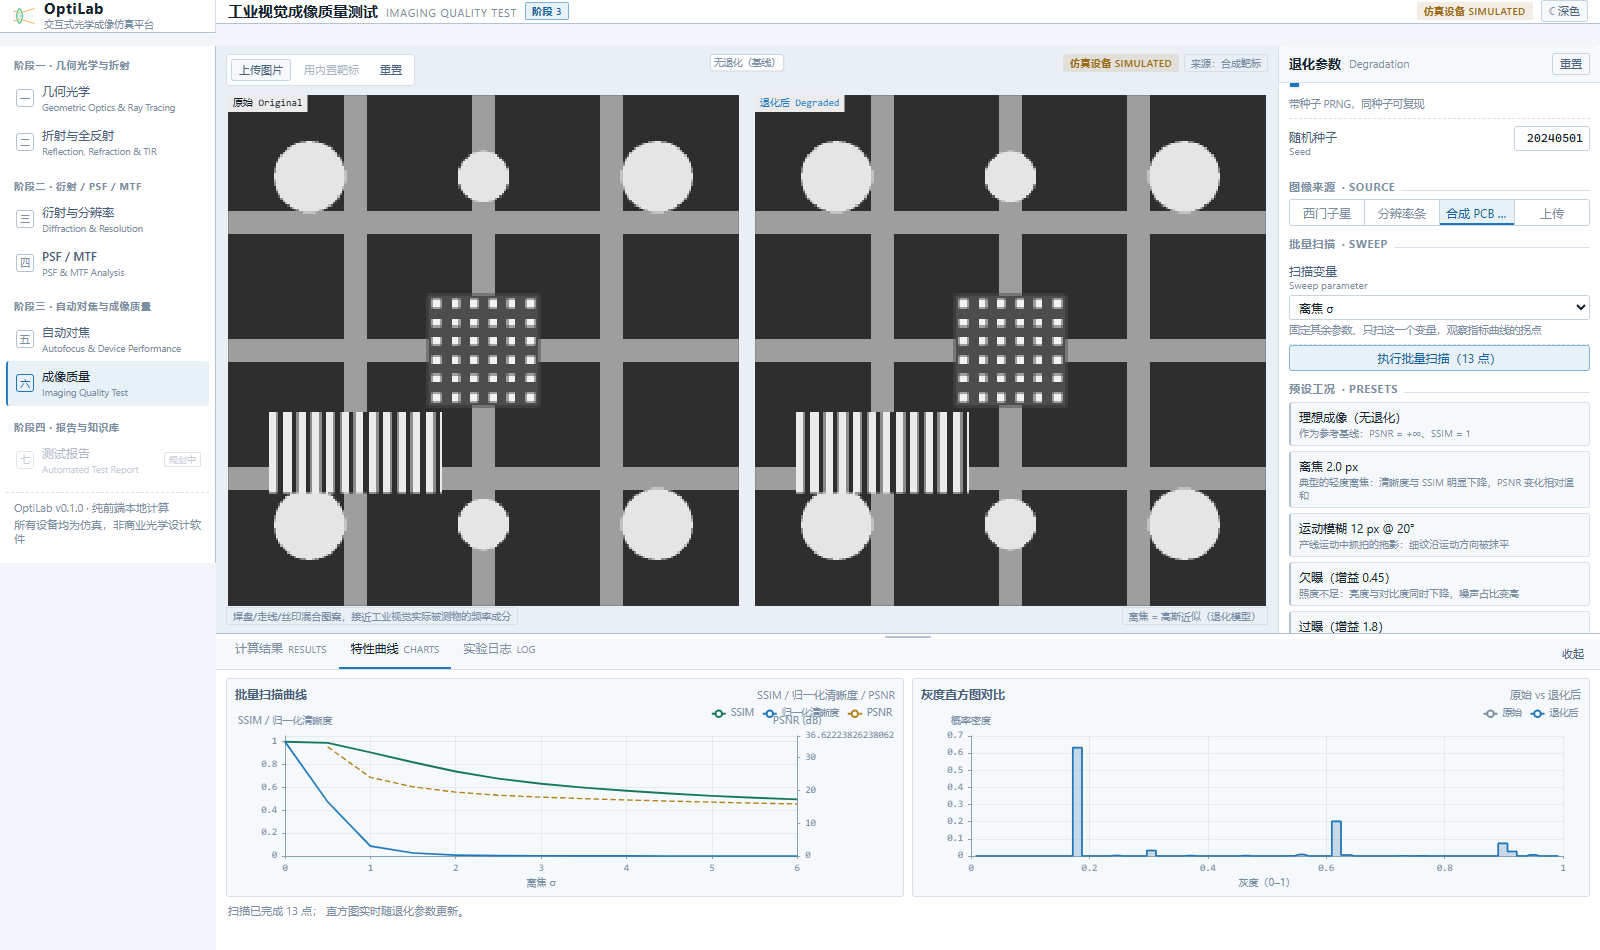 OptiLab
交互式光学成像仿真平台
工业视觉成像质量测试 IMAGING QUALITY TEST 阶段 3
仿真设备 SIMULATED
☾深色
阶段一 · 几何光学与折射
一 几何光学
Geometric Optics & Ray Tracing
二 折射与全反射
Reflection, Refraction & TIR
阶段二 · 衍射 / PSF / MTF
三 衍射与分辨率
Diffraction & Resolution
四 PSF / MTF
PSF & MTF Analysis
阶段三 · 自动对焦与成像质量
五 自动对焦
Autofocus & Device Performance
六 成像质量
Imaging Quality Test
阶段四 · 报告与知识库
七 测试报告
Automated Test Report
规划中
OptiLab v0.1.0 · 纯前端本地计算
所有设备均为仿真，非商业光学设计软
件
上传图片 用内置靶标 重置
无退化（基线）
仿真设备 SIMULATED
来源：合成靶标
原始 Original
退化后 Degraded
焊盘/走线/丝印混合图案，接近工业视觉实际被测物的频率成分
离焦 = 高斯近似（退化模型）
退化参数 Degradation
重置
带种子 PRNG，同种子可复现
随机种子
Seed
20240501
图像来源 · SOURCE
西门子星 分辨率条 合成 PCB ... 上传
批量扫描 · SWEEP
扫描变量
Sweep parameter
离焦 σ
固定其余参数、只扫这一个变量，观察指标曲线的拐点
执行批量扫描（13 点）
预设工况 · PRESETS
理想成像（无退化）
作为参考基线：PSNR = +∞、SSIM = 1
离焦 2.0 px
典型的轻度离焦：清晰度与 SSIM 明显下降，PSNR 变化相对温
和
运动模糊 12 px @ 20°
产线运动中抓拍的拖影：细纹沿运动方向被抹平
欠曝（增益 0.45）
照度不足：亮度与对比度同时下降，噪声占比变高
过曝（增益 1.8）
计算结果 RESULTS
特性曲线 CHARTS
实验日志 LOG
收起
批量扫描曲线
SSIM / 归一化清晰度 / PSNR
SSIM 归一化清晰度 PSNR
SSIM / 归一化清晰度
PSNR (dB)
1
0.8
0.6
0.4
0.2
0
36.62223826238062
30
20
10
0
0 1 2 3 4 5 6
离焦 σ
灰度直方图对比
原始 vs 退化后
原始 退化后
概率密度
0.7
0.6
0.5
0.4
0.3
0.2
0.1
0
0 0.2 0.4 0.6 0.8 1
灰度（0–1）
扫描已完成 13 点； 直方图实时随退化参数更新。